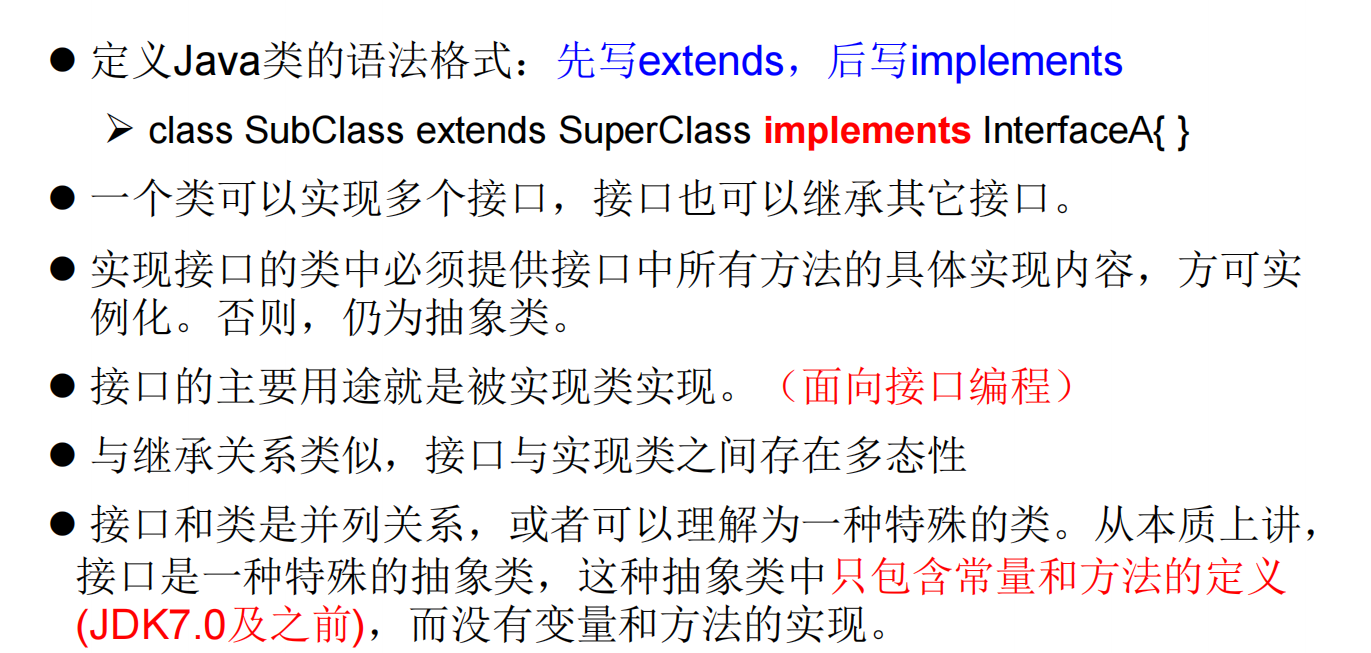 ● 定义Java类的语法格式：先写extends，后写implements
➢ class SubClass extends SuperClass implements InterfaceA{ }
● 一个类可以实现多个接口，接口也可以继承其它接口。
● 实现接口的类中必须提供接口中所有方法的具体实现内容，方可实
例化。否则，仍为抽象类。
● 接口的主要用途就是被实现类实现。（面向接口编程）
● 与继承关系类似，接口与实现类之间存在多态性
● 接口和类是并列关系，或者可以理解为一种特殊的类。从本质上讲，
接口是一种特殊的抽象类，这种抽象类中只包含常量和方法的定义
(JDK7.0及之前)，而没有变量和方法的实现。